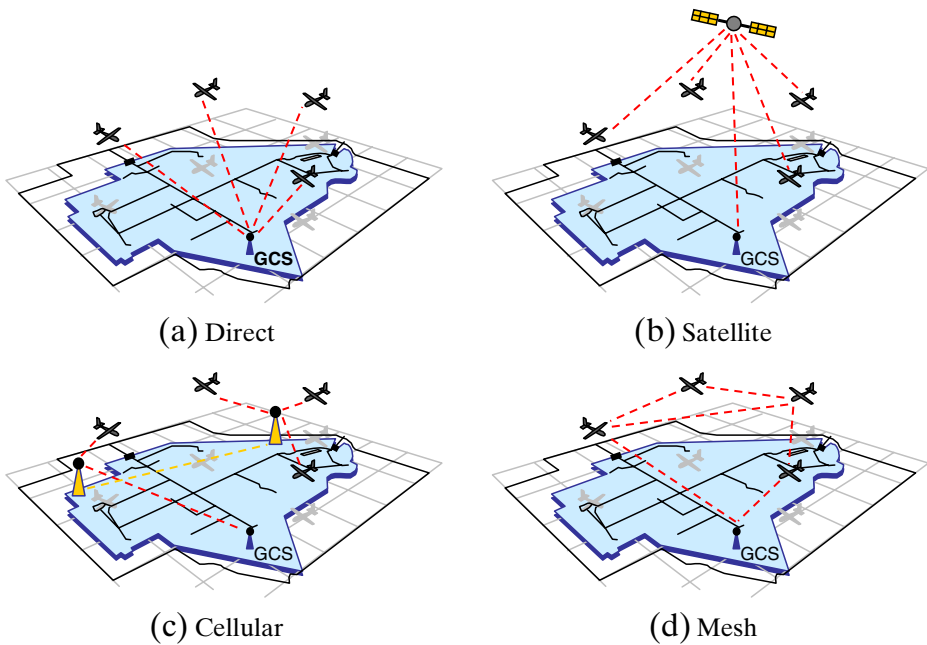 GCS
GCS
(a) Direct
(b) Satellite
GCS
GCS
(c) Cellular
(d) Mesh